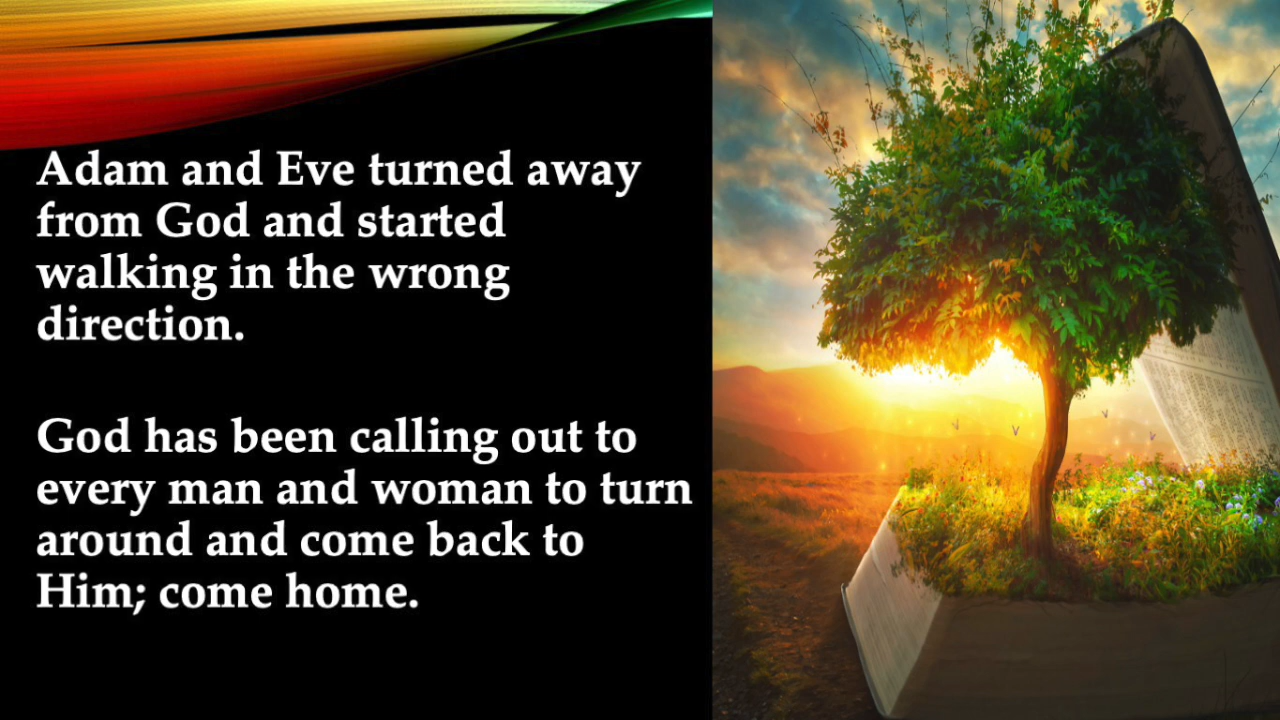 Adam and Eve turned away
from God and started
walking in the wrong
direction.
God has been calling out to
every man and woman to turn
around and come back to
Him; come home.